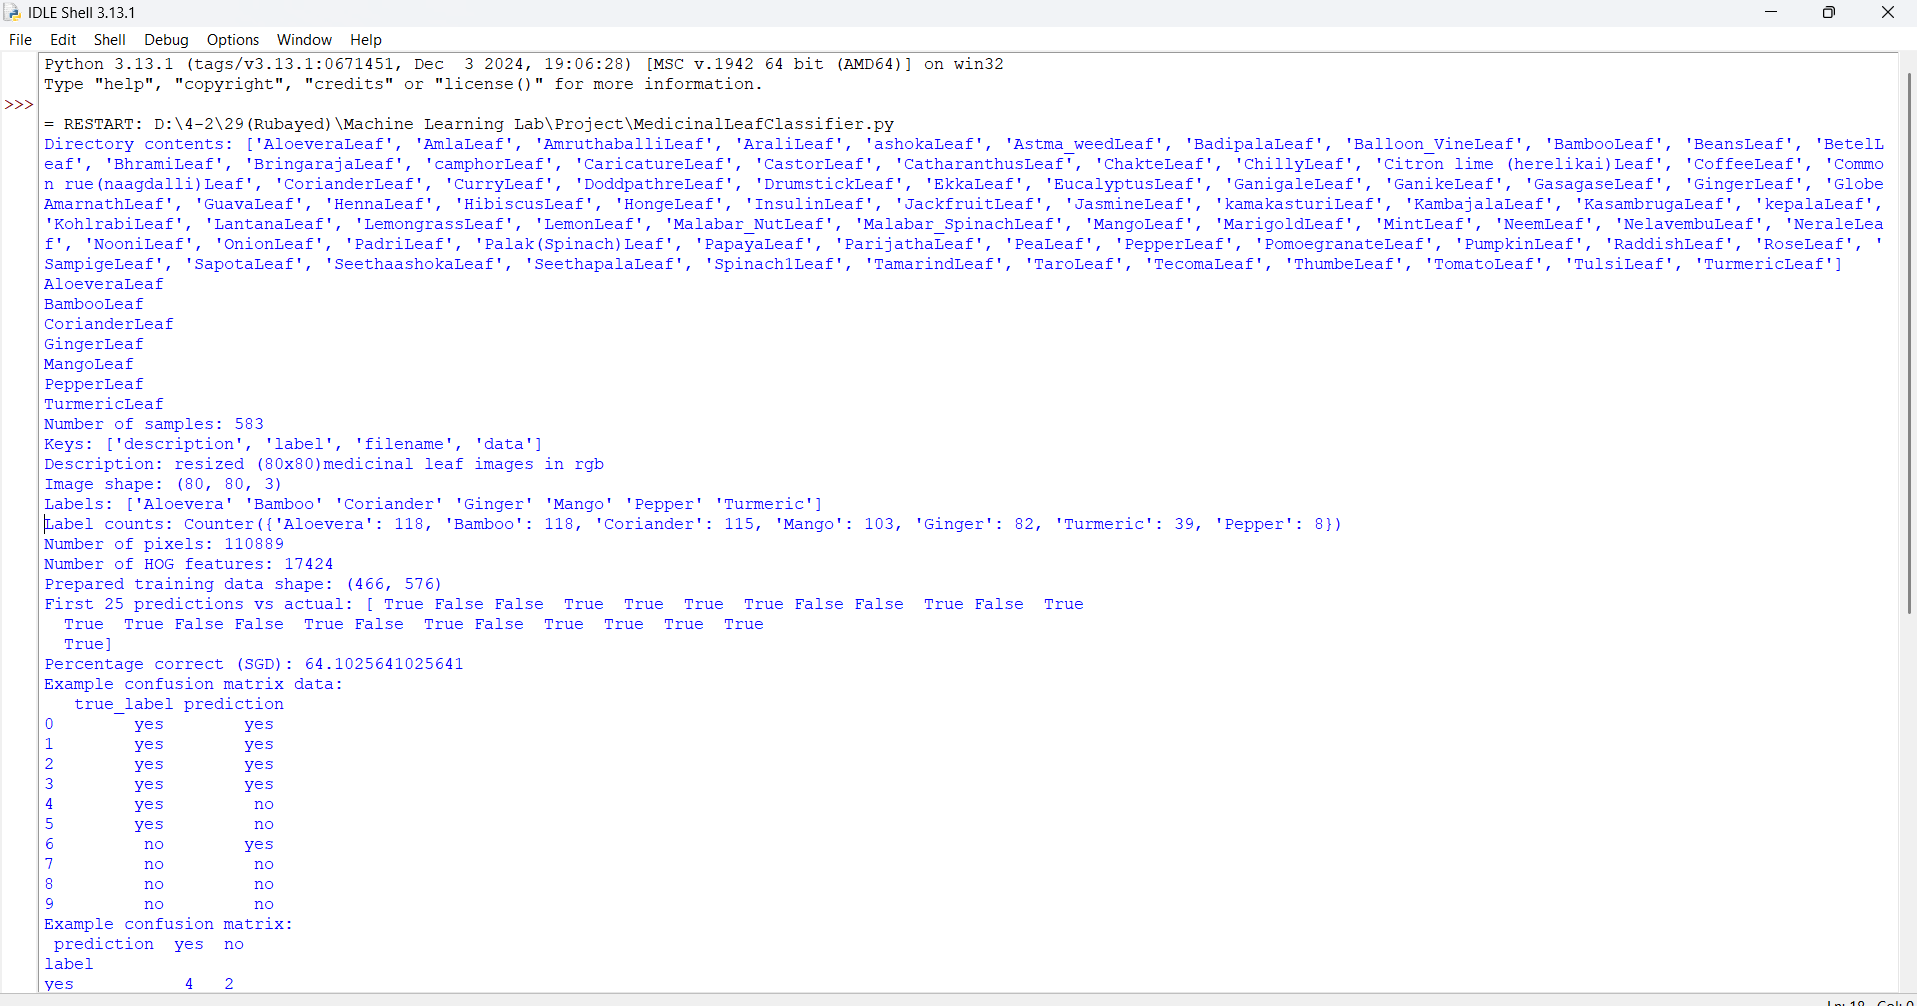 IDLE Shell 3.13.1
File Edit Shell Debug Options Window Help
Python 3.13.1 (tags/v3.13.1:0671451, Dec  3 2024, 19:06:28) [MSC v.1942 64 bit (AMD64)] on win32
Type "help", "copyright", "credits" or "license()" for more information.
>>>
= RESTART: D:\4-2\29(Rubayed)\Machine Learning Lab\Project\MedicinalLeafClassifier.py
Directory contents: ['AloeveraLeaf', 'AmlaLeaf', 'AmruthaballiLeaf', 'AraliLeaf', 'ashokaLeaf', 'Astma_weedLeaf', 'BadipalaLeaf', 'Balloon_VineLeaf', 'BambooLeaf', 'BeansLeaf', 'BetelL
eaf', 'BhramiLeaf', 'BringarajaLeaf', 'camphorLeaf', 'CaricatureLeaf', 'CastorLeaf', 'CatharanthusLeaf', 'ChakteLeaf', 'ChillyLeaf', 'Citron lime (herelikai)Leaf', 'CoffeeLeaf', 'Commo
n rue(naagdalli)Leaf', 'CorianderLeaf', 'CurryLeaf', 'DoddpathreLeaf', 'DrumstickLeaf', 'EkkaLeaf', 'EucalyptusLeaf', 'GanigaleLeaf', 'GanikeLeaf', 'GasagaseLeaf', 'GingerLeaf', 'Globe
AmarnathLeaf', 'GuavaLeaf', 'HennaLeaf', 'HibiscusLeaf', 'HongeLeaf', 'InsulinLeaf', 'JackfruitLeaf', 'JasmineLeaf', 'kamakasturiLeaf', 'KambajalaLeaf', 'KasambrugaLeaf', 'kepalaLeaf',
'KohlrabiLeaf', 'LantanaLeaf', 'LemongrassLeaf', 'LemonLeaf', 'Malabar_NutLeaf', 'Malabar_SpinachLeaf', 'MangoLeaf', 'MarigoldLeaf', 'MintLeaf', 'NeemLeaf', 'NelavembuLeaf', 'NeraleLea
f', 'NooniLeaf', 'OnionLeaf', 'PadriLeaf', 'Palak(Spinach)Leaf', 'PapayaLeaf', 'ParijathaLeaf', 'PeaLeaf', 'PepperLeaf', 'PomoegranateLeaf', 'PumpkinLeaf', 'RaddishLeaf', 'RoseLeaf', '
SampigeLeaf', 'SapotaLeaf', 'SeethaashokaLeaf', 'SeethapalaLeaf', 'Spinach1Leaf', 'TamarindLeaf', 'TaroLeaf', 'TecomaLeaf', 'ThumbeLeaf', 'TomatoLeaf', 'TulsiLeaf', 'TurmericLeaf']
AloeveraLeaf
BambooLeaf
CorianderLeaf
GingerLeaf
MangoLeaf
PepperLeaf
TurmericLeaf
Number of samples: 583
Keys: ['description', 'label', 'filename', 'data']
Description: resized (80x80)medicinal leaf images in rgb
Image shape: (80, 80, 3)
Labels: ['Aloevera' 'Bamboo' 'Coriander' 'Ginger' 'Mango' 'Pepper' 'Turmeric']
Label counts: Counter({'Aloevera': 118, 'Bamboo': 118, 'Coriander': 115, 'Mango': 103, 'Ginger': 82, 'Turmeric': 39, 'Pepper': 8})
Number of pixels: 110889
Number of HOG features: 17424
Prepared training data shape: (466, 576)
First 25 predictions vs actual: [ True False False  True  True  True  True False False  True False  True
  True  True False False  True False  True False  True  True  True  True
  True]
Percentage correct (SGD): 64.1025641025641
Example confusion matrix data:
   true_label prediction
0        yes        yes
1        yes        yes
2        yes        yes
3        yes        yes
4        yes         no
5        yes         no
6         no        yes
7         no         no
8         no         no
9         no         no
Example confusion matrix:
 prediction  yes  no
label
yes           4   2